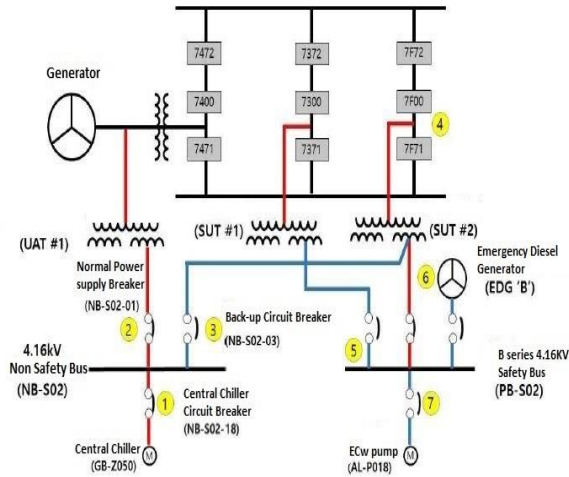 7472
7372
7F72
Generator
7400
7300
7F00
4
7471
7371
7F71
(UAT #1)
(SUT #1)
(SUT #2)
Normal Power
supply Breaker
(NB-S02-01)
Emergency Diesel
Generator
(EDG 'B')
6
2
3
Back-up Circuit Breaker
(NB-S02-03)
5
4.16kV
Non Safety Bus
(NB-S02)
B series 4.16KV
Safety Bus
(PB-S02)
1
Central Chiller
Circuit Breaker
(NB-S02-18)
7
Central Chiller
(GB-Z050)
M
ECw pump
(AL-P018)
M